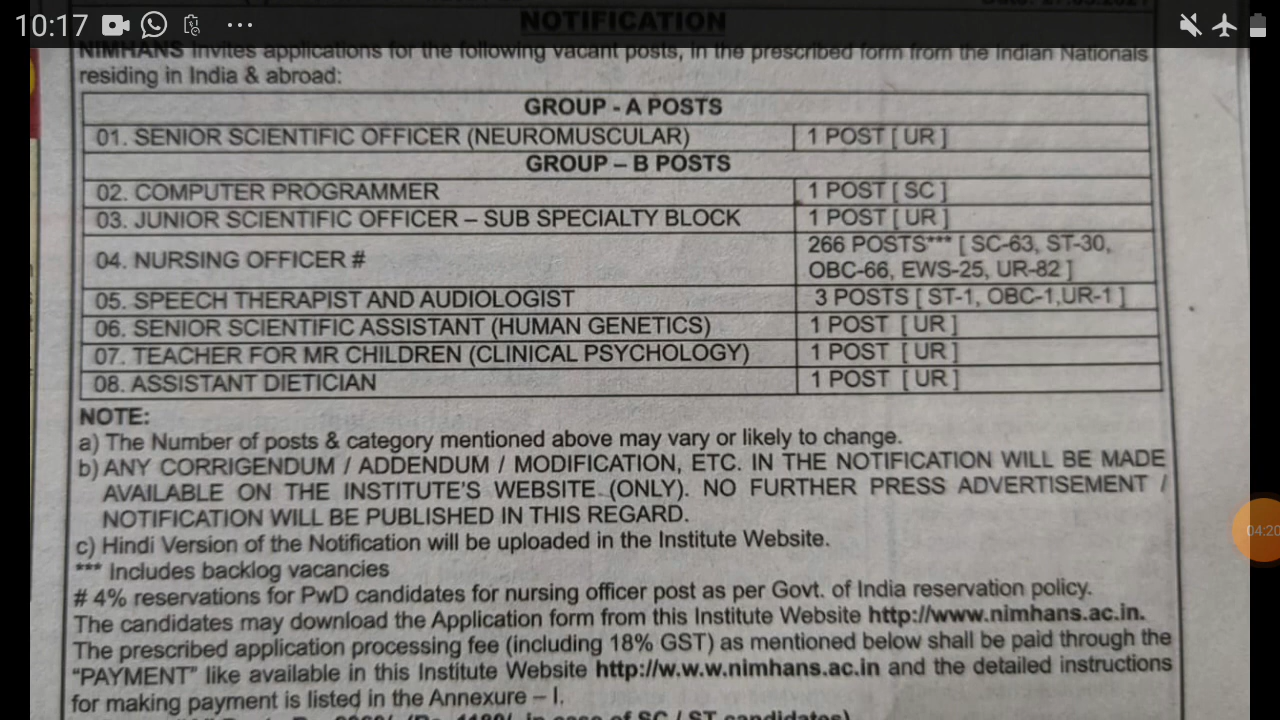 10:17
NOTIFICATION
NIMHANS Invites applications for the following vacant posts, in the prescribed form from the Indian Nationals
residing in India & abroad:
GROUP - A POSTS
01. SENIOR SCIENTIFIC OFFICER (NEUROMUSCULAR) 1 POST [ UR ]
GROUP – B POSTS
02. COMPUTER PROGRAMMER 1 POST [ SC ]
03. JUNIOR SCIENTIFIC OFFICER – SUB SPECIALTY BLOCK 1 POST [ UR ]
04. NURSING OFFICER # 266 POSTS*** [ SC-63, ST-30,
OBC-66, EWS-25, UR-82 ]
05. SPEECH THERAPIST AND AUDIOLOGIST 3 POSTS [ ST-1, OBC-1,UR-1 ]
06. SENIOR SCIENTIFIC ASSISTANT (HUMAN GENETICS) 1 POST [ UR ]
07. TEACHER FOR MR CHILDREN (CLINICAL PSYCHOLOGY) 1 POST [ UR ]
08. ASSISTANT DIETICIAN 1 POST [ UR ]
NOTE:
a) The Number of posts & category mentioned above may vary or likely to change.
b) ANY CORRIGENDUM / ADDENDUM / MODIFICATION, ETC. IN THE NOTIFICATION WILL BE MADE
AVAILABLE ON THE INSTITUTE'S WEBSITE (ONLY). NO FURTHER PRESS ADVERTISEMENT /
NOTIFICATION WILL BE PUBLISHED IN THIS REGARD.
c) Hindi Version of the Notification will be uploaded in the Institute Website.
*** Includes backlog vacancies
# 4% reservations for PwD candidates for nursing officer post as per Govt. of India reservation policy.
The candidates may download the Application form from this Institute Website http://www.nimhans.ac.in.
The prescribed application processing fee (including 18% GST) as mentioned below shall be paid through the
"PAYMENT" like available in this Institute Website http://w.w.w.nimhans.ac.in and the detailed instructions
for making payment is listed in the Annexure – I.
in case of SC / ST candidates)
04:20